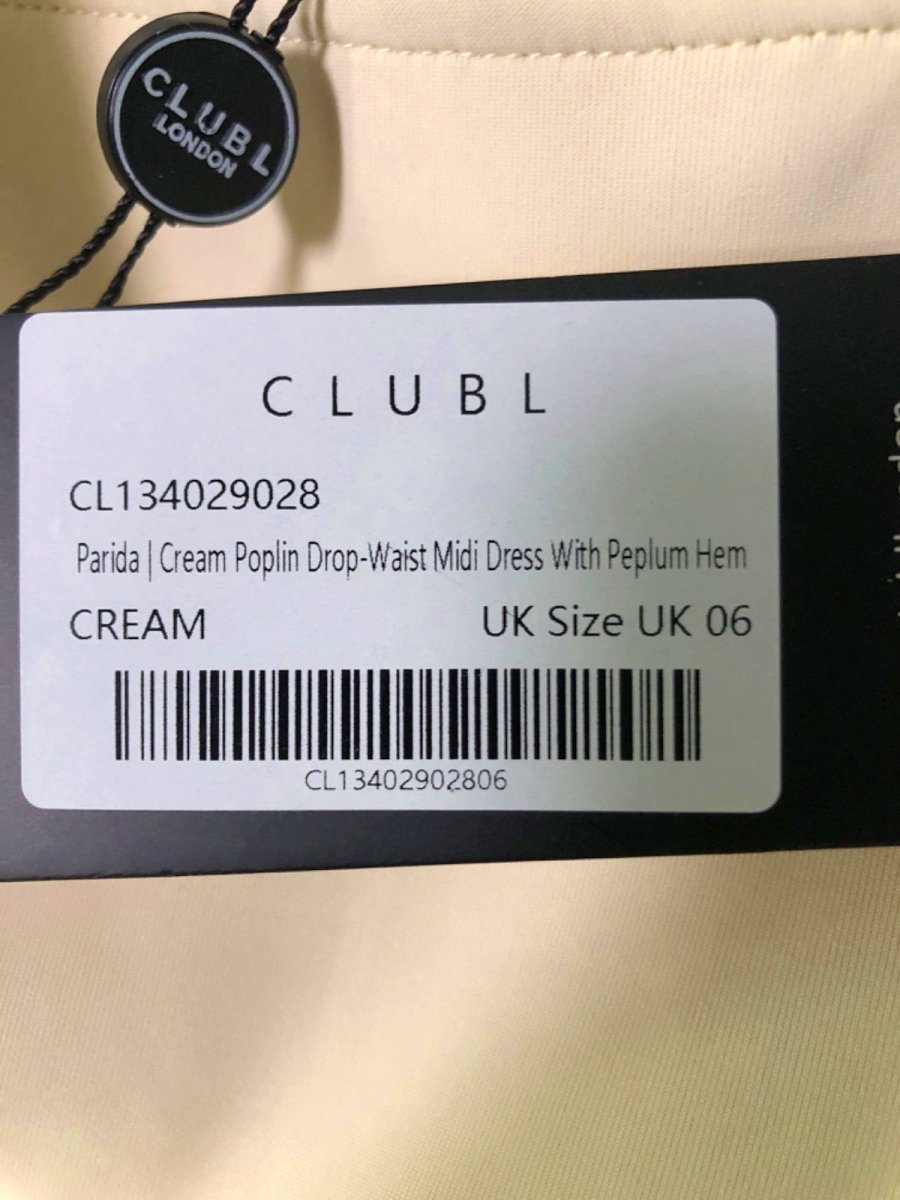 CLUBL
LONDON
CLUBL
CL134029028
Parida | Cream Poplin Drop-Waist Midi Dress With Peplum Hem
CREAM UK Size UK 06
CL13402902806